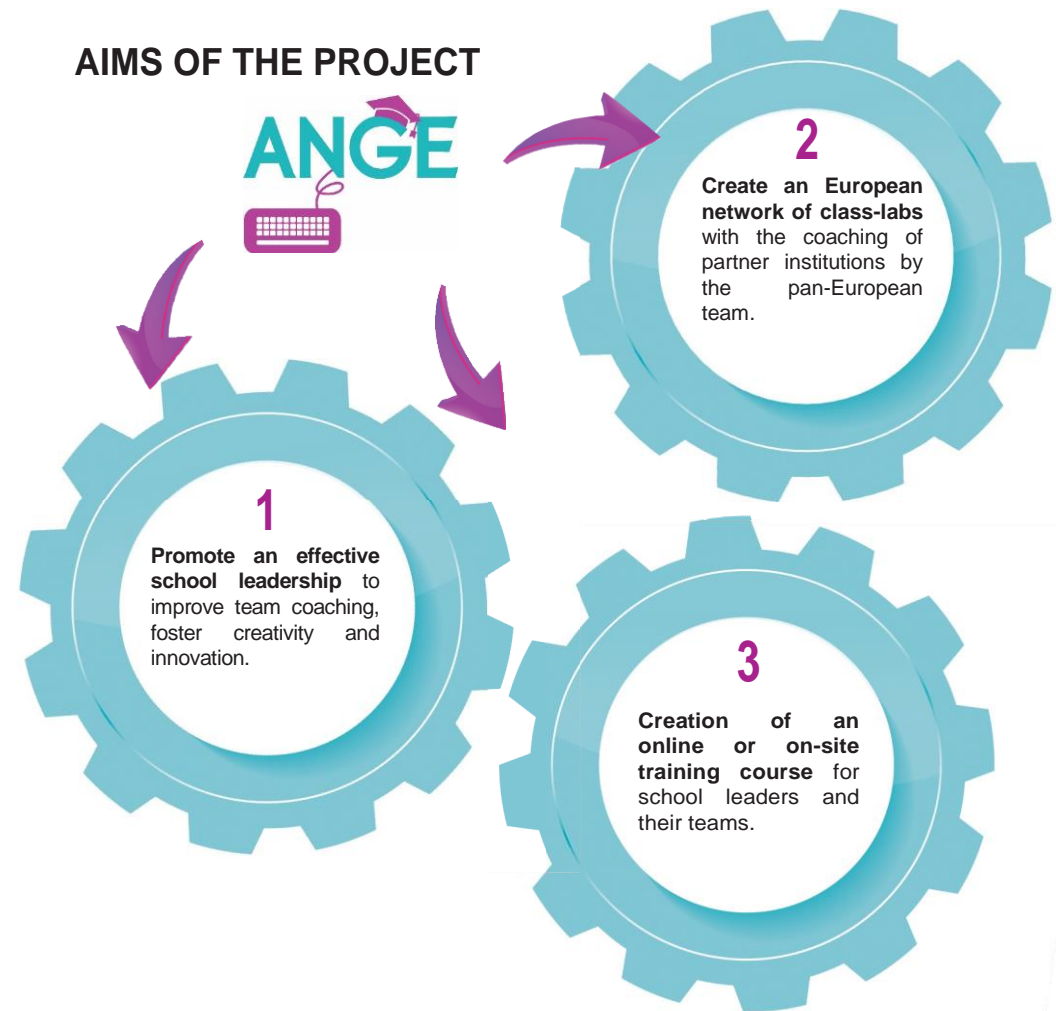 AIMS OF THE PROJECT
ANGE
1
Promote an effective
school leadership to
improve team coaching,
foster creativity and
innovation.
2
Create an European
network of class-labs
with the coaching of
partner institutions by
the pan-European
team.
3
Creation of an
online or on-site
training course for
school leaders and
their teams.